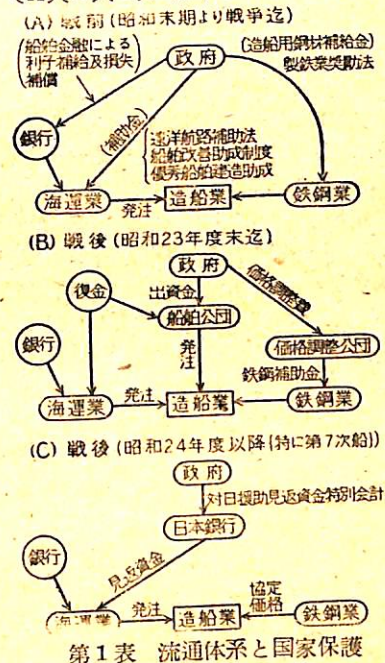 (A) 戦前(昭和末期より戦争迄)
(船舶金融による
利子補給及損失
補償)
政府
(造船用鋼材補給金)
製鉄業奨勵法
銀行
(補助金)
遠洋航路補助法
船舶改善助成制度
優秀船舶建造助成
海運業
発注
造船業
鉄鋼業
(B) 戦後(昭和23年度末迄)
政府
復金
出資金
船舶公団
銀行
発注
価格調整公団
鉄鋼補助金
海運業
発注
造船業
鉄鋼業
(C) 戦後(昭和24年度以降(特に第7次船))
政府
対日援助見返資金特別会計
日本銀行
銀行
見返資金
海運業
発注
造船業
協定
価格
鉄鋼業
第1表 流通体系と国家保護